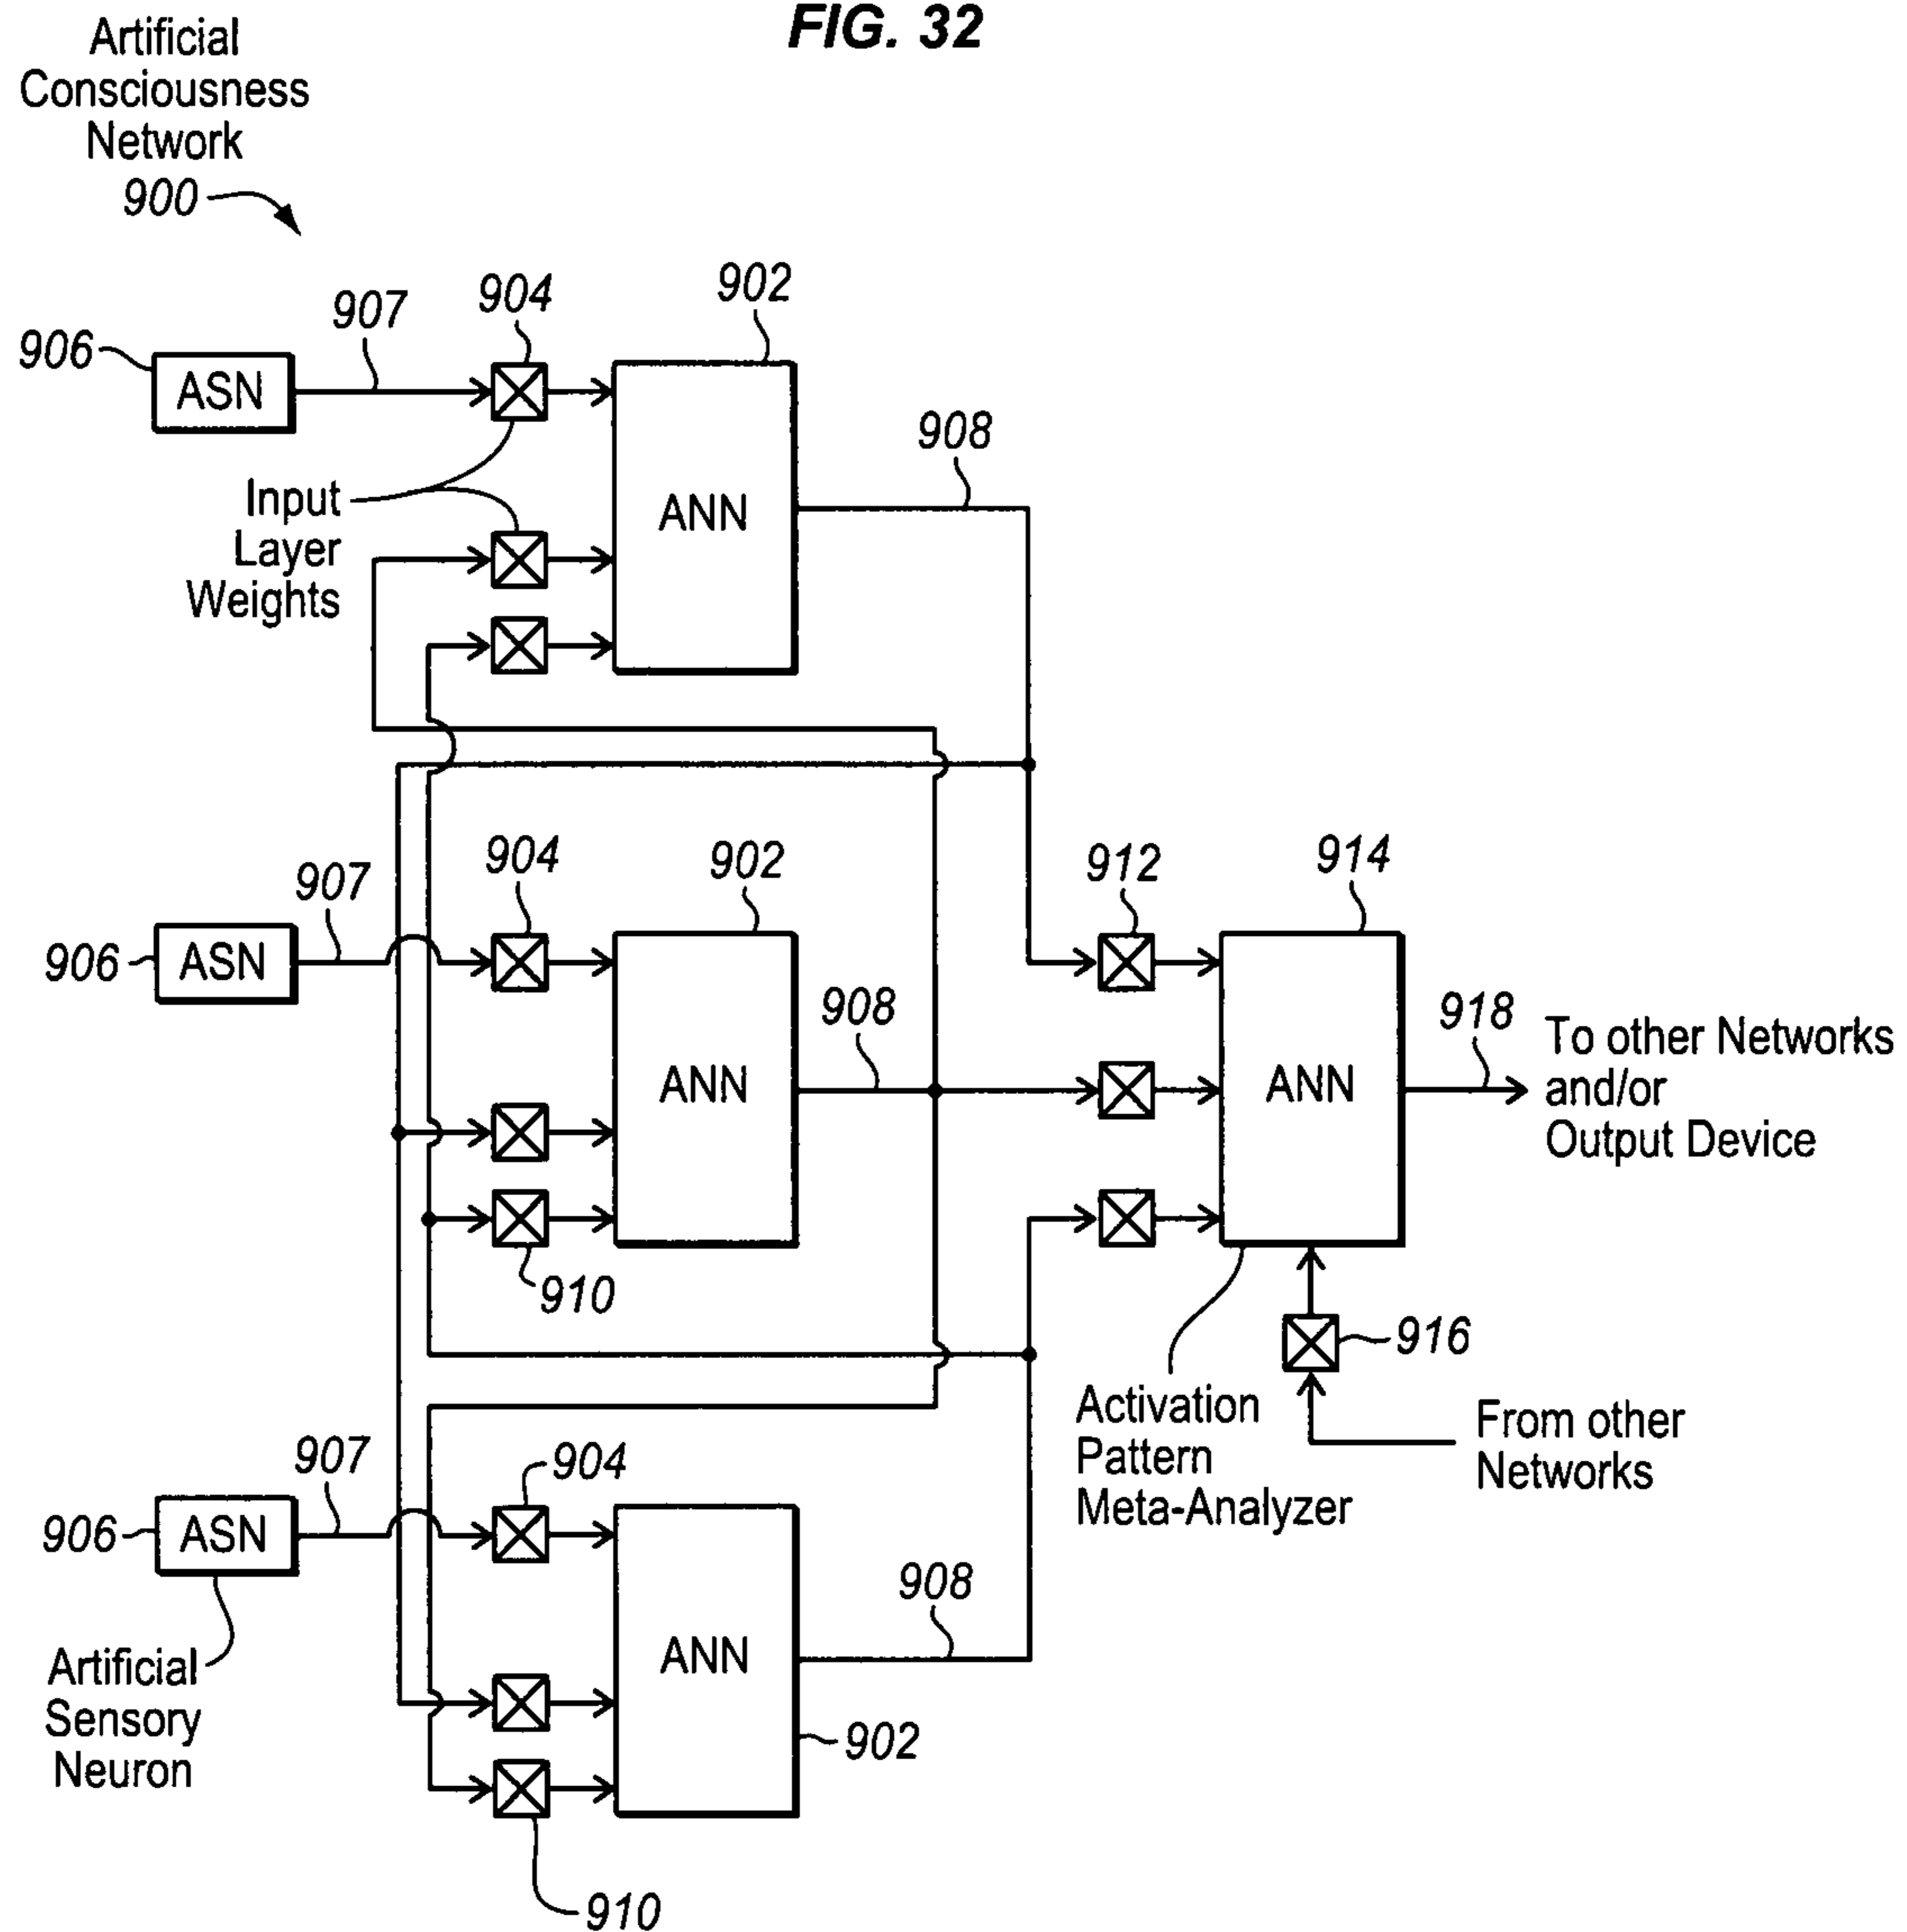 FIG. 32
Artificial
Consciousness
Network
900
906
ASN
907
904
902
ANN
908
Input
Layer
Weights
906
ASN
907
904
902
ANN
908
910
912
914
ANN
918
To other Networks
and/or
Output Device
916
From other
Networks
Activation
Pattern
Meta-Analyzer
906
ASN
907
904
ANN
908
902
910
Artificial
Sensory
Neuron